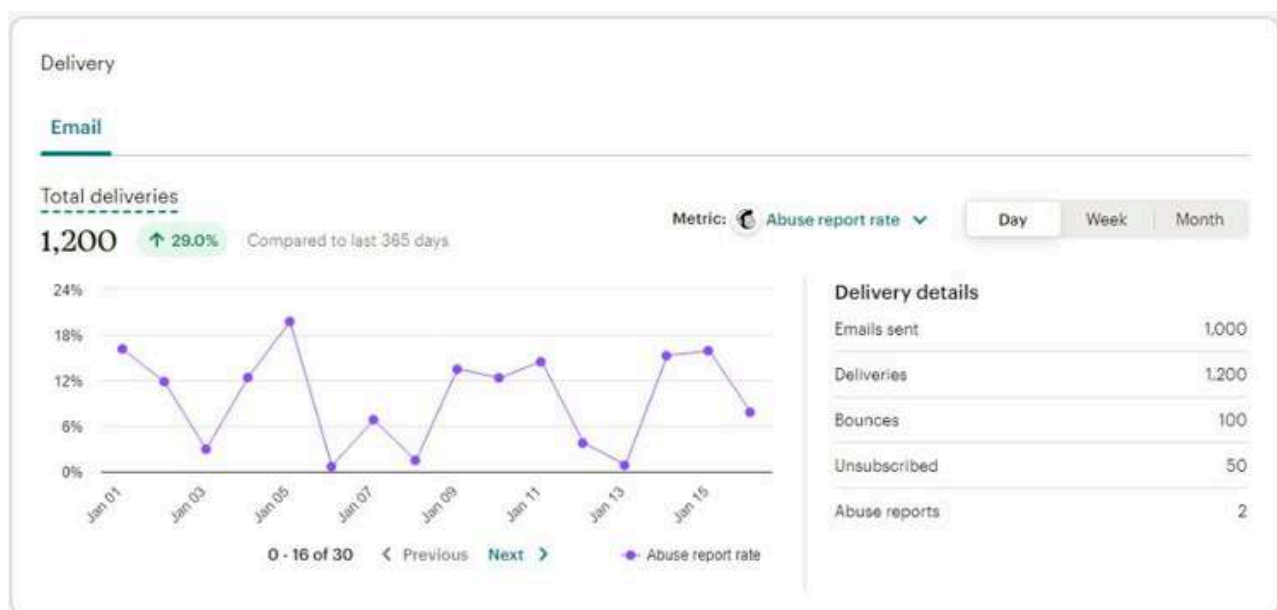 Delivery
Email
Total deliveries
1,200 ↑ 29.0% Compared to last 365 days
Metric: Abuse report rate
Day Week Month
24%
18%
12%
6%
0%
Jan 01 Jan 03 Jan 05 Jan 07 Jan 09 Jan 11 Jan 13 Jan 15
0 - 16 of 30 Previous Next
Abuse report rate
Delivery details
Emails sent 1,000
Deliveries 1,200
Bounces 100
Unsubscribed 50
Abuse reports 2